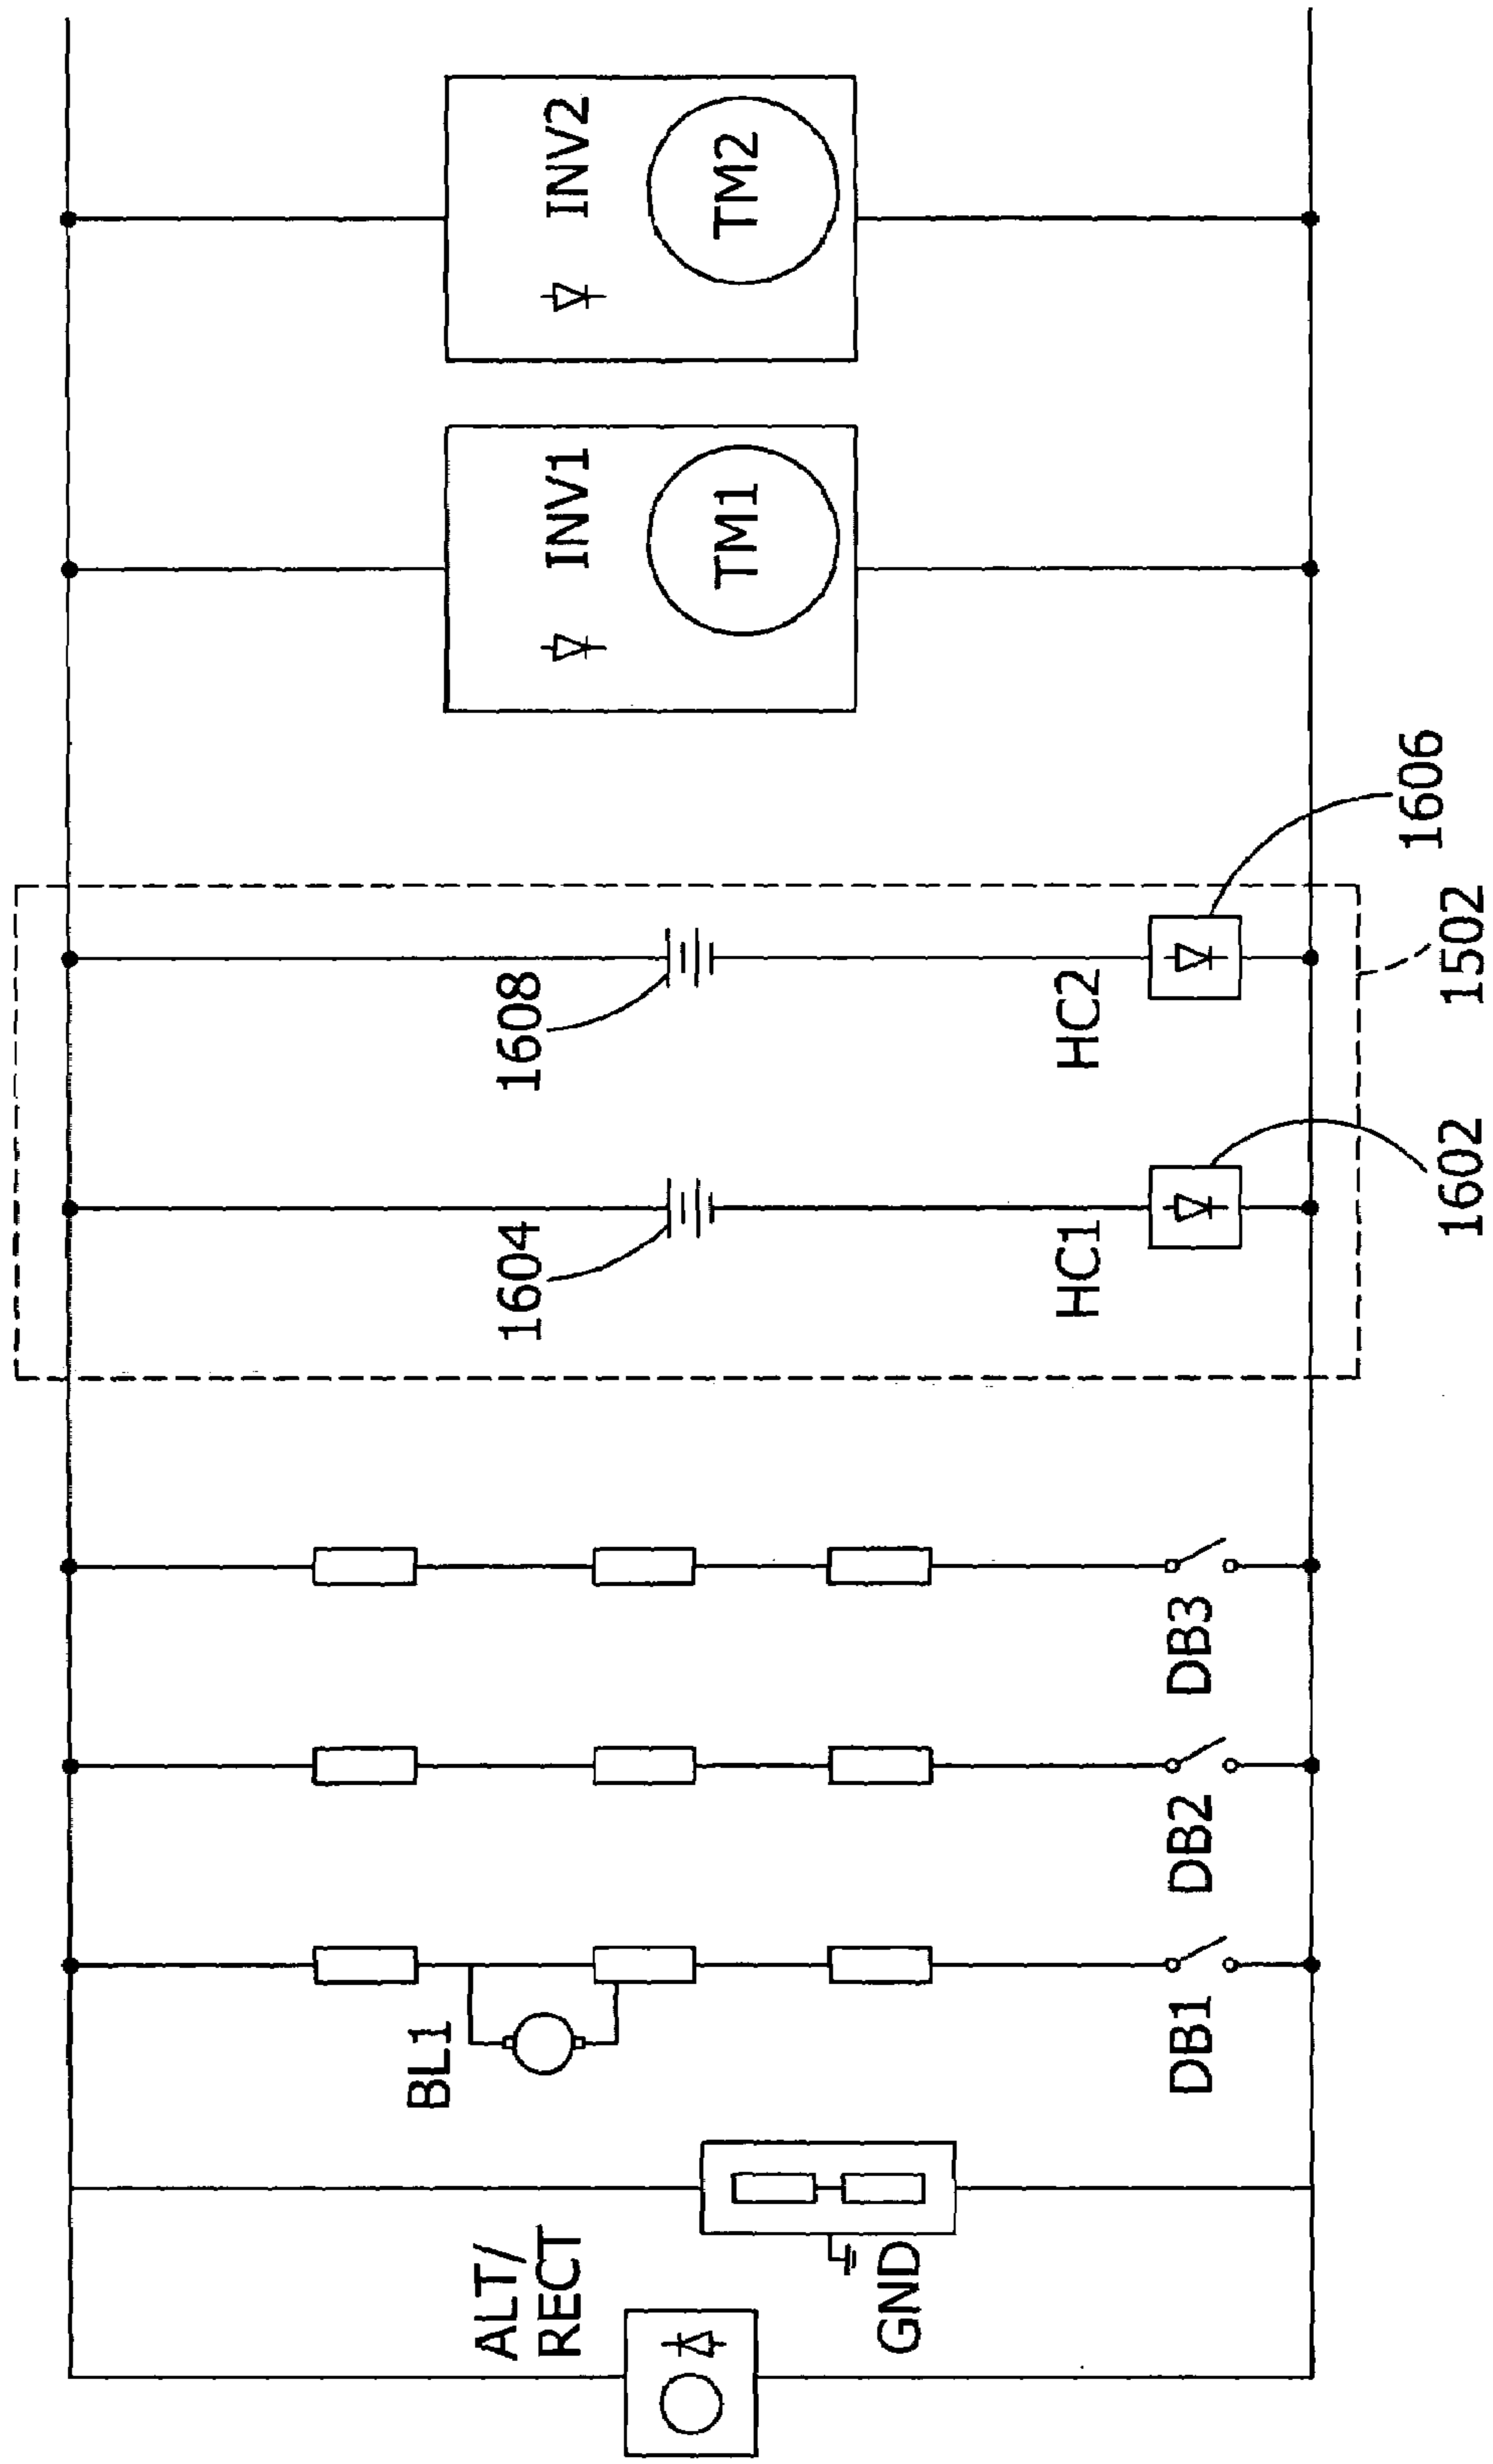 ALT/
RECT
GND
BL1
DB1
DB2
DB3
1604
HC1
1602
1608
HC2
1606
1502
INV1
TM1
INV2
TM2